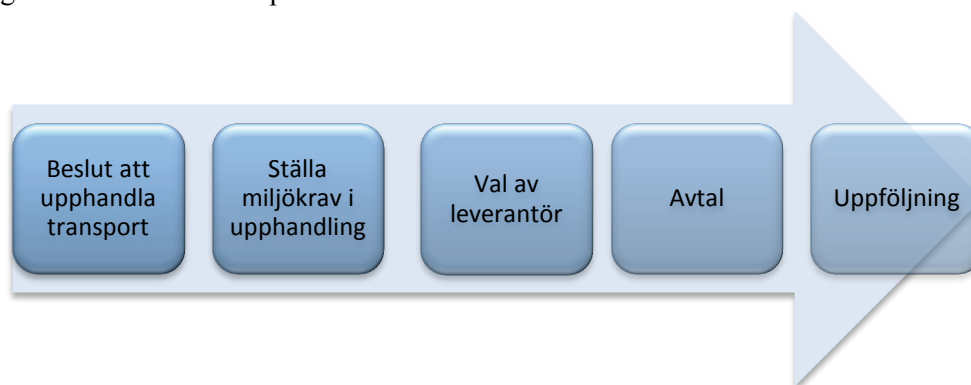 Beslut att
upphandla
transport
Ställa
miljökrav i
upphandling
Val av
leverantör
Avtal
Uppföljning